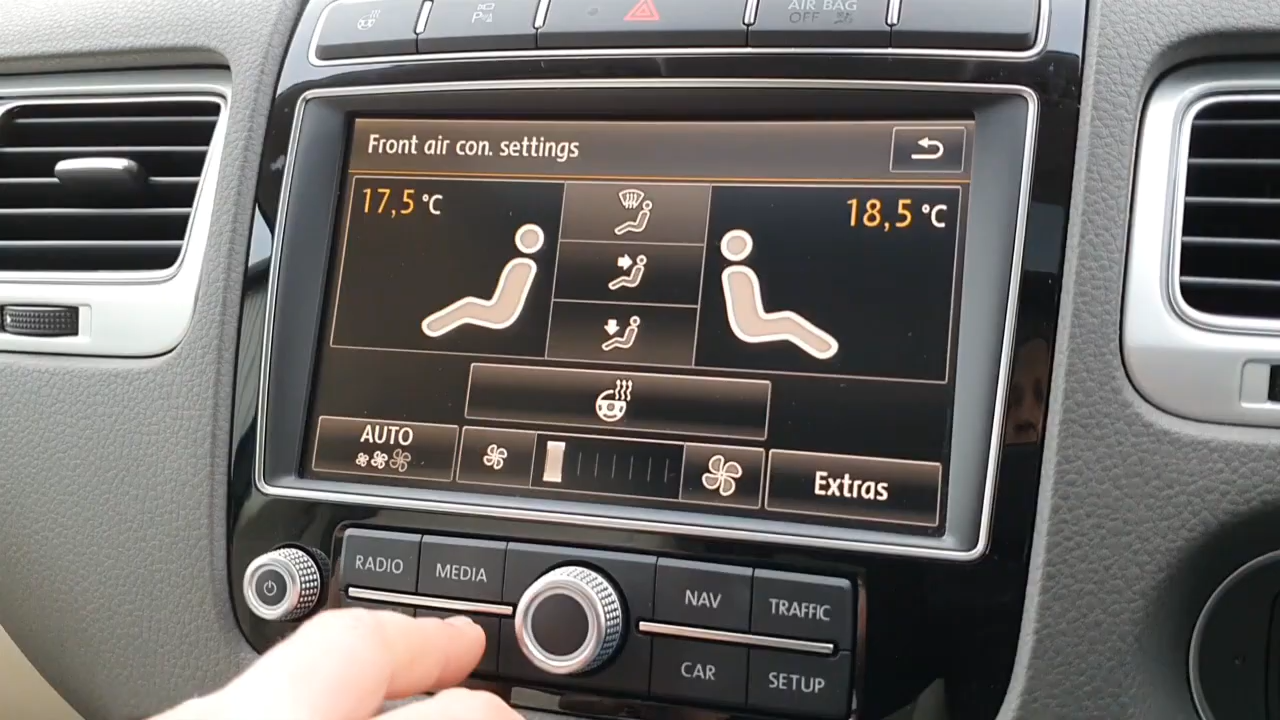 AIR BAG
OFF
Front air con. settings
17,5 °C
18,5 °C
AUTO
Extras
RADIO
MEDIA
NAV
TRAFFIC
CAR
SETUP